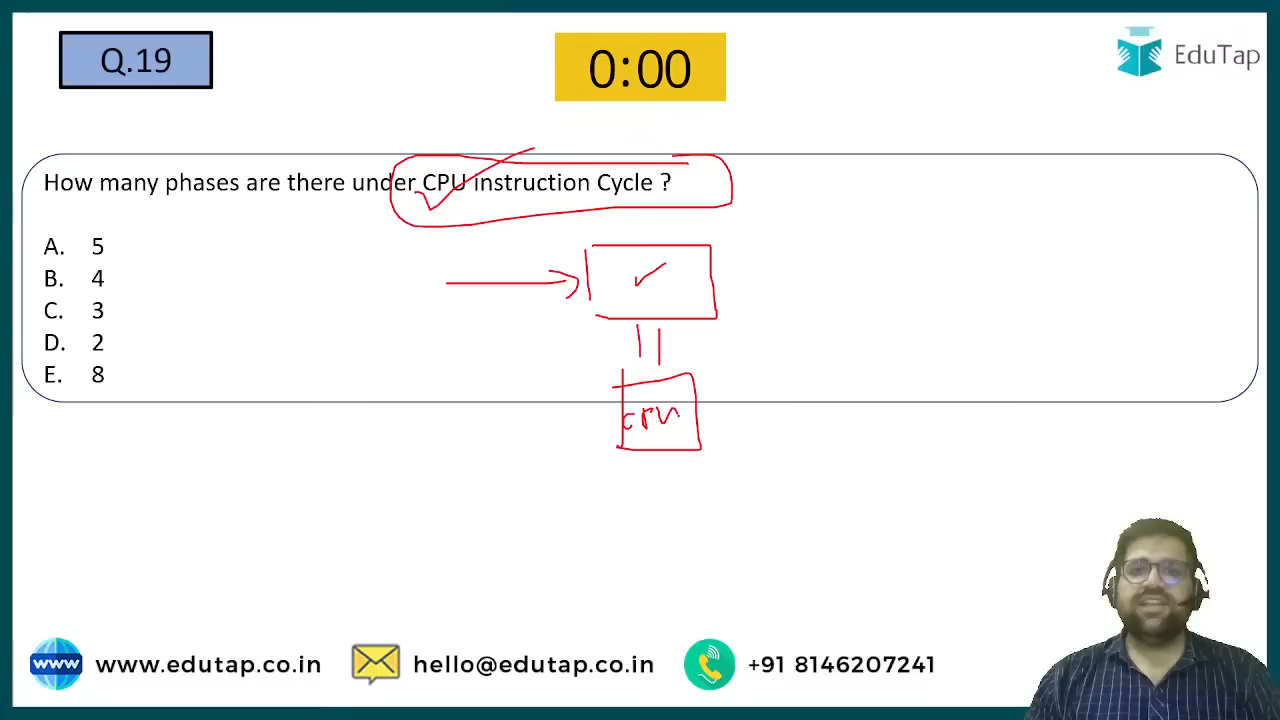 Q.19
0:00
EduTap
How many phases are there under CPU instruction Cycle ?
A. 5
B. 4
C. 3
D. 2
E. 8
CPU
www www.edutap.co.in hello@edutap.co.in +91 8146207241